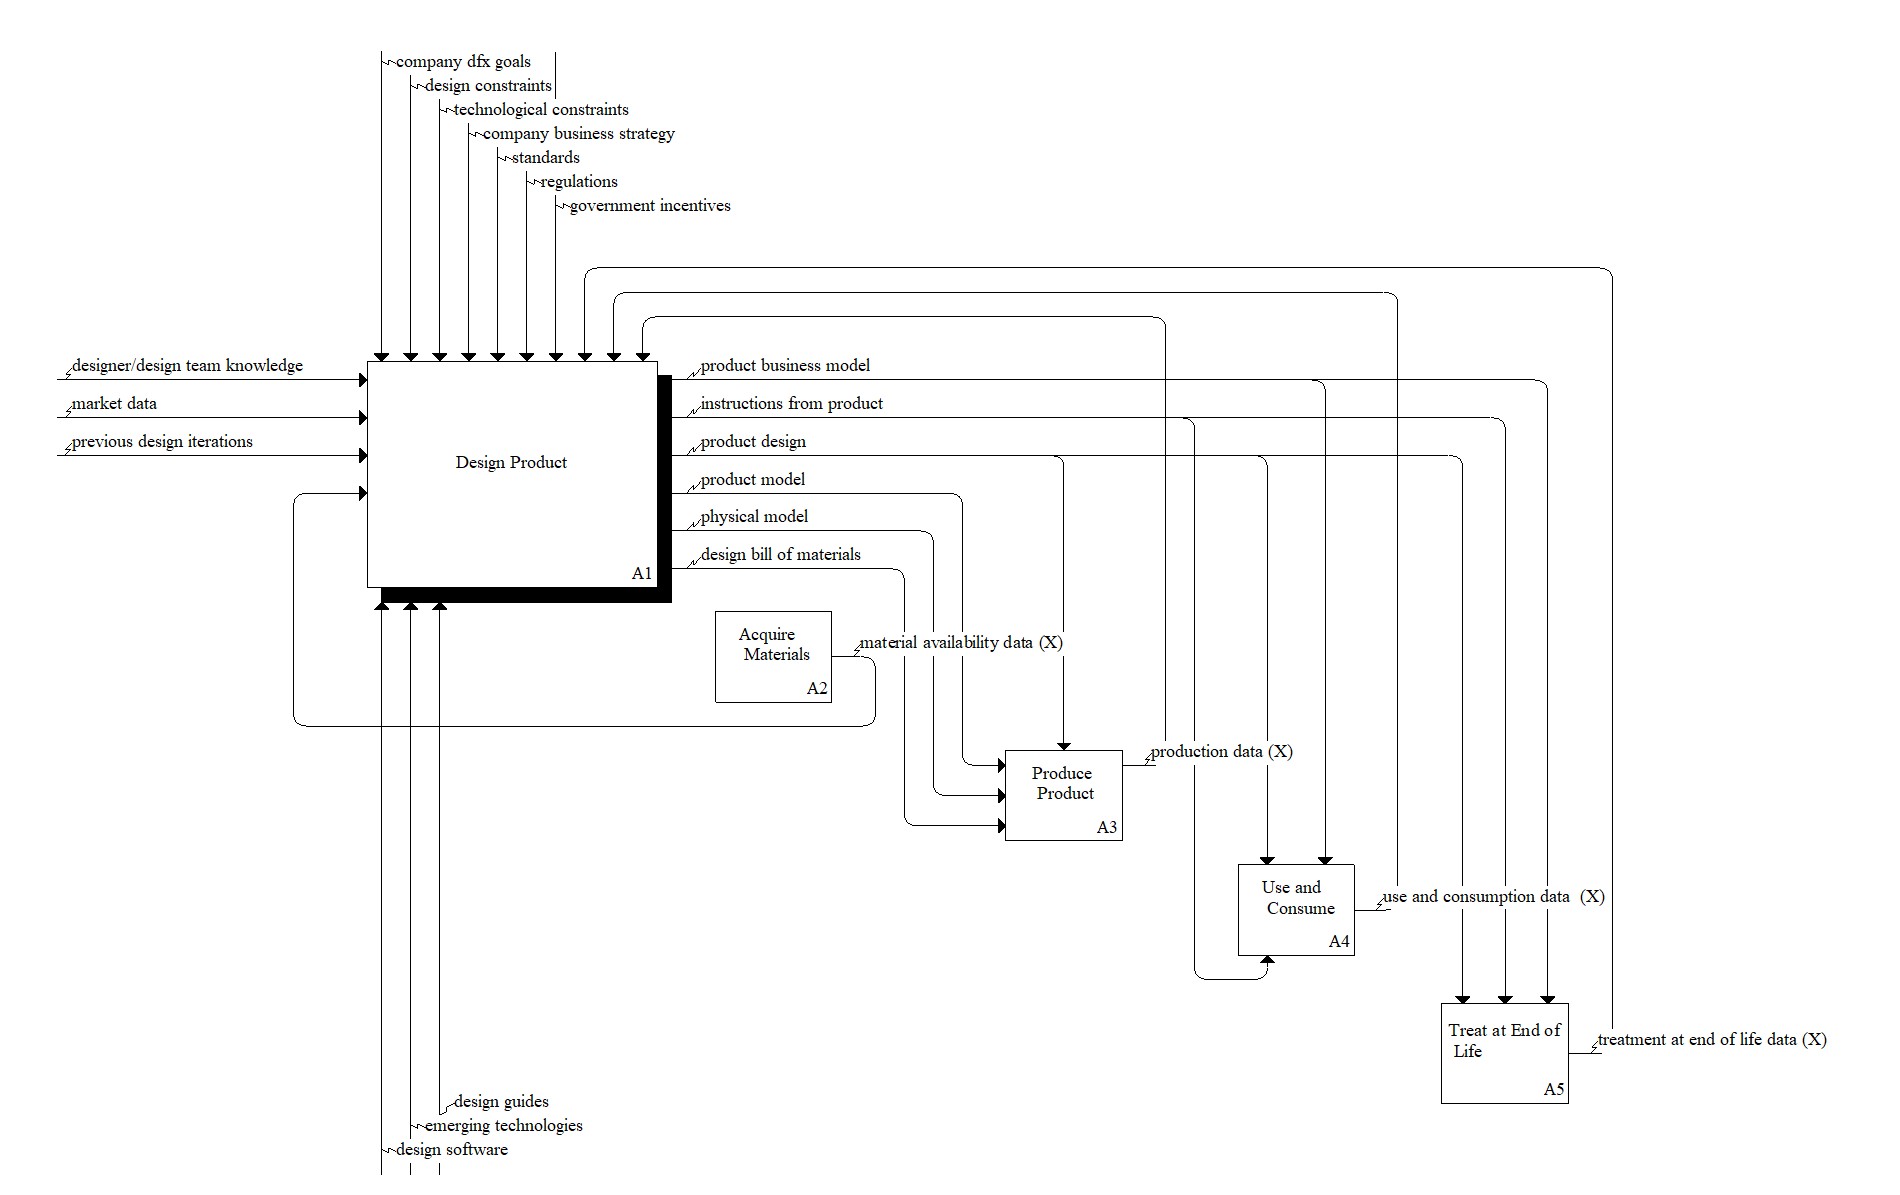 company dfx goals
design constraints
technological constraints
company business strategy
standards
regulations
government incentives
designer/design team knowledge
market data
previous design iterations
Design Product
A1
product business model
instructions from product
product design
product model
physical model
design bill of materials
Acquire
Materials
A2
material availability data (X)
Produce
Product
A3
production data (X)
Use and
Consume
A4
use and consumption data (X)
Treat at End of
Life
A5
treatment at end of life data (X)
design guides
emerging technologies
design software